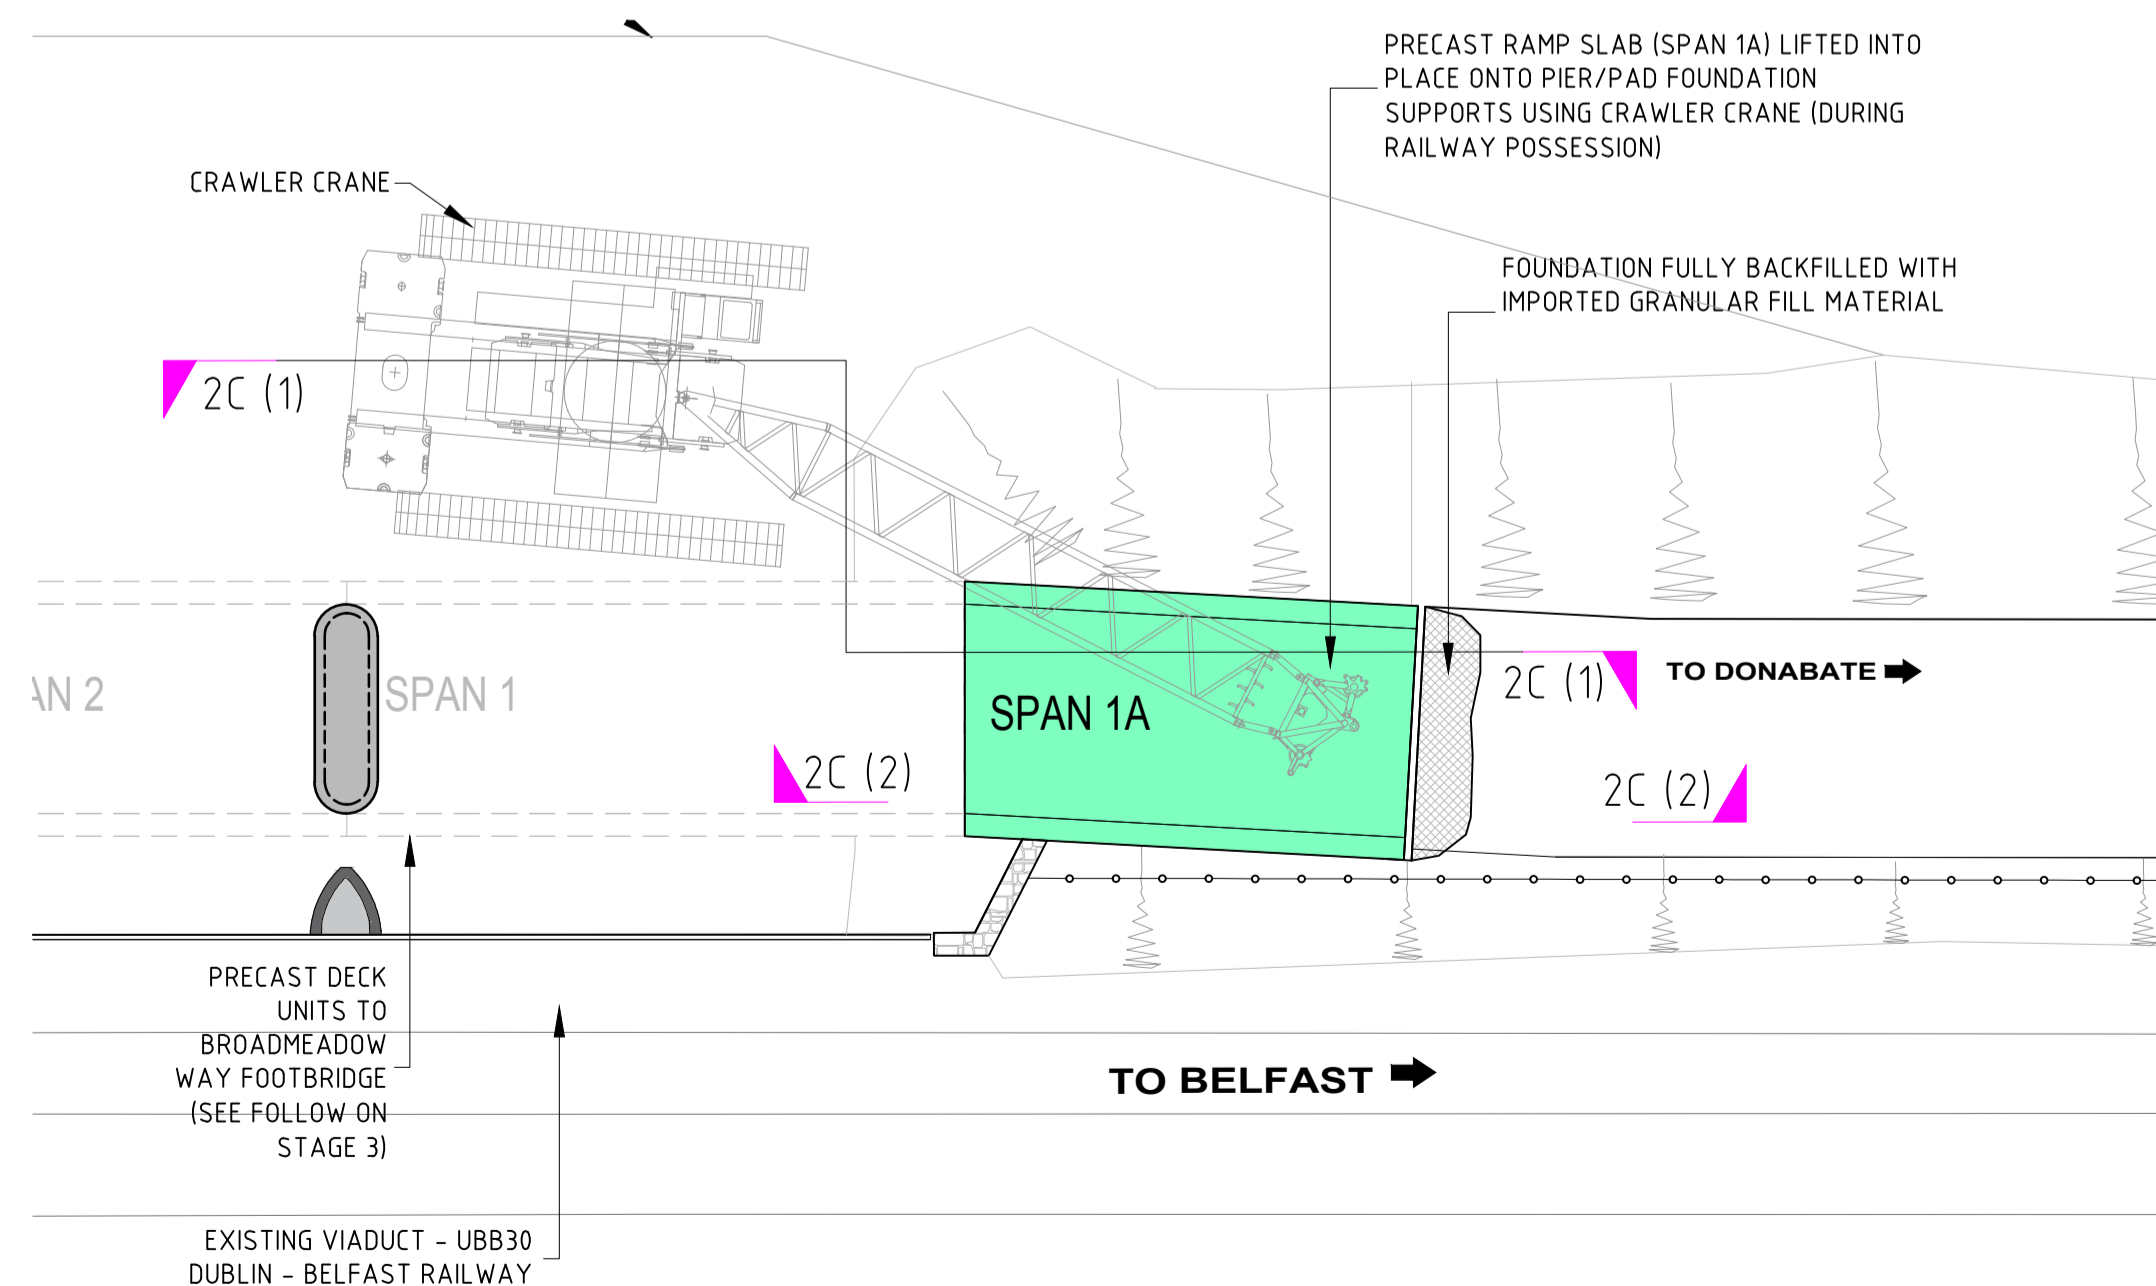 PRECAST RAMP SLAB (SPAN 1A) LIFTED INTO
PLACE ONTO PIER/PAD FOUNDATION
SUPPORTS USING CRAWLER CRANE (DURING
RAILWAY POSSESSION)
CRAWLER CRANE
FOUNDATION FULLY BACKFILLED WITH
IMPORTED GRANULAR FILL MATERIAL
2C (1)
2C (1)
TO DONABATE
AN 2
SPAN 1
SPAN 1A
2C (2)
2C (2)
PRECAST DECK
UNITS TO
BROADMEADOW
WAY FOOTBRIDGE
(SEE FOLLOW ON
STAGE 3)
TO BELFAST
EXISTING VIADUCT - UBB30
DUBLIN - BELFAST RAILWAY